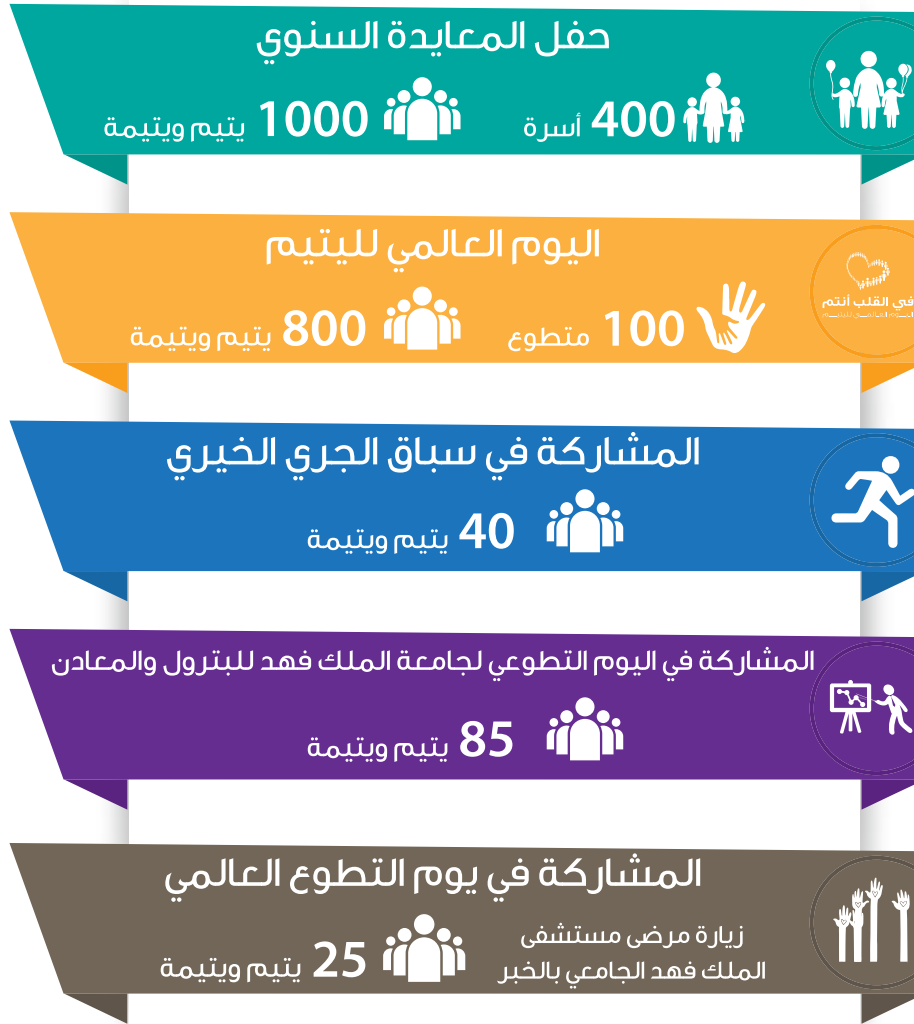 حفل المعايدة السنوي
400 أسرة
1000 يتيم ويتيمة
اليوم العالمي لليتيم
في القلب أنتم
100 متطوع
800 يتيم ويتيمة
المشاركة في سباق الجري الخيري
40 يتيم ويتيمة
المشاركة في اليوم التطوعي لجامعة الملك فهد للبترول والمعادن
85 يتيم ويتيمة
المشاركة في يوم التطوع العالمي
زيارة مرضى مستشفى
الملك فهد الجامعي بالخبر
25 يتيم ويتيمة